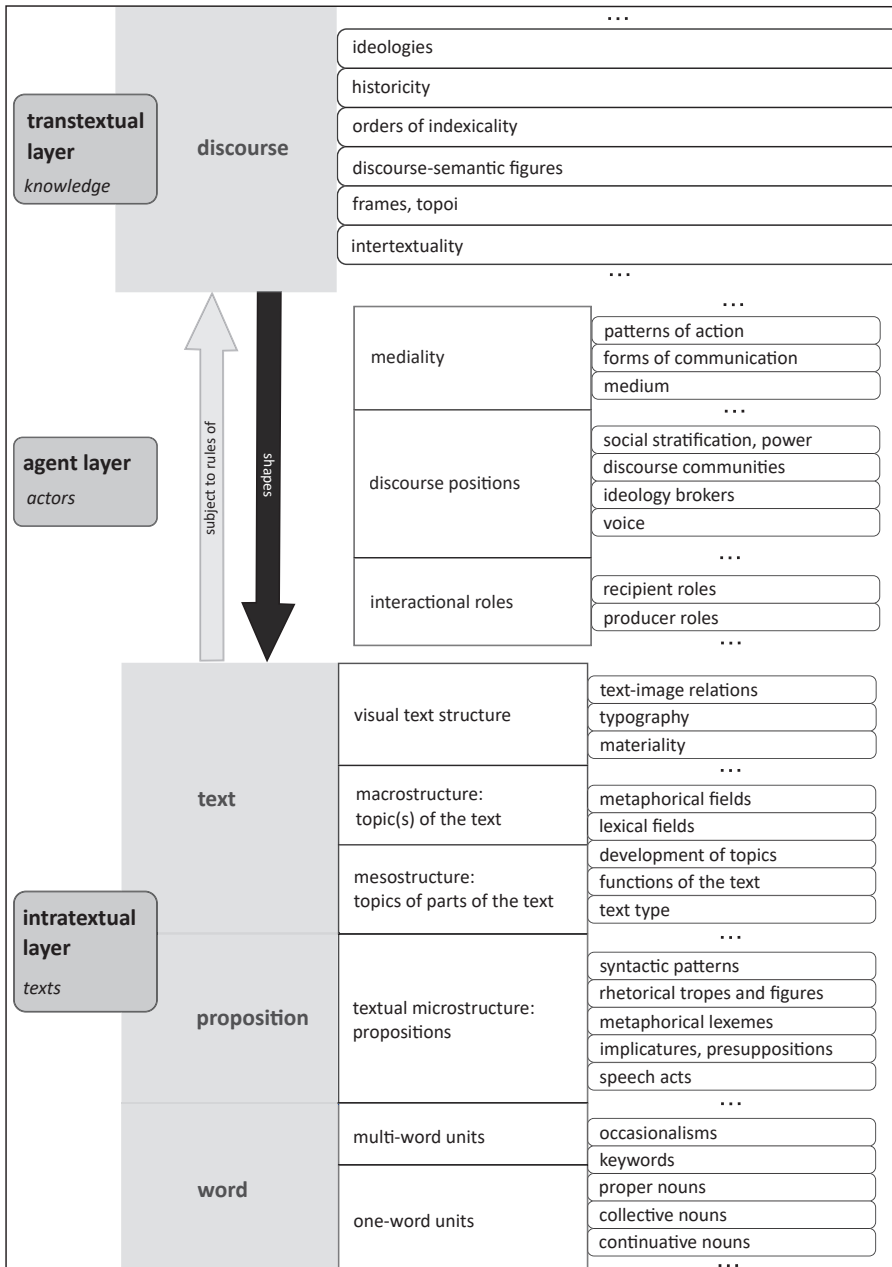 ...
ideologies
historicity
transtextual
layer
knowledge
discourse
orders of indexicality
discourse-semantic figures
frames, topoi
intertextuality
...
agent layer
actors
subject to rules of
shapes
...
mediality
patterns of action
forms of communication
medium
...
discourse positions
social stratification, power
discourse communities
ideology brokers
voice
...
interactional roles
recipient roles
producer roles
...
intratextual
layer
texts
text
visual text structure
text-image relations
typography
materiality
...
macrostructure:
topic(s) of the text
mesostructure:
topics of parts of the text
metaphorical fields
lexical fields
development of topics
functions of the text
text type
...
proposition
textual microstructure:
propositions
syntactic patterns
rhetorical tropes and figures
metaphorical lexemes
implicatures, presuppositions
speech acts
...
word
multi-word units
one-word units
occasionalisms
keywords
proper nouns
collective nouns
continuative nouns
...